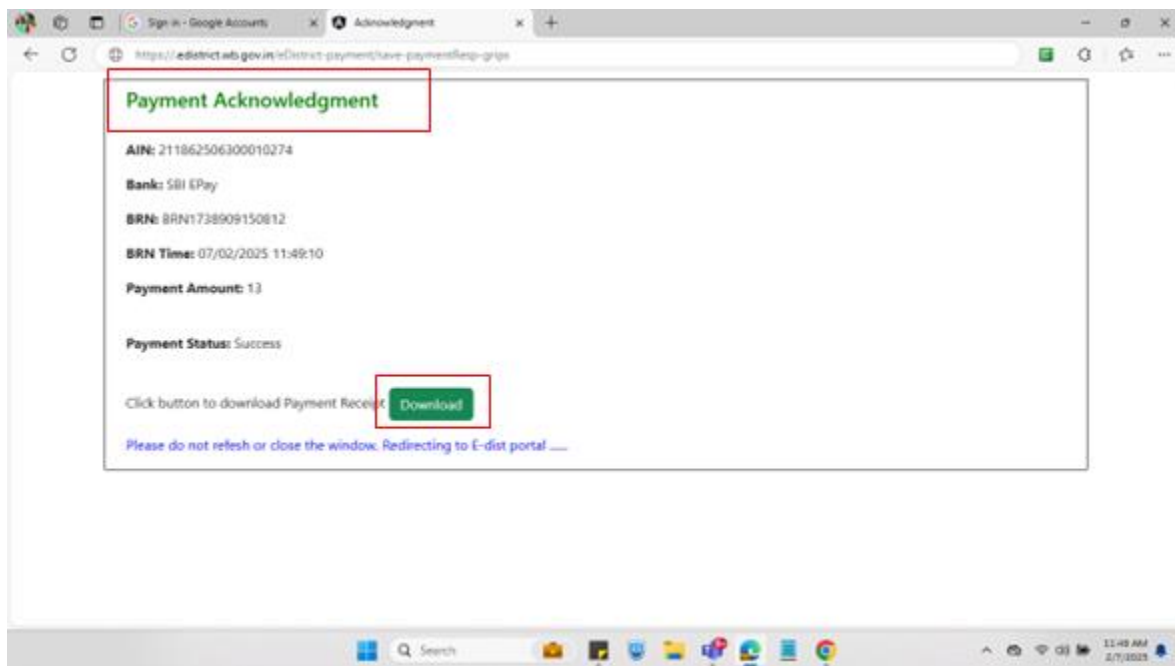 Sign in - Google Accounts
Acknowledgment
https://edistrict.wb.gov.in/eDistrict-payment/save-paymentResp-grips
Payment Acknowledgment
AIN: 211862506300010274
Bank: SBI EPay
BRN: BRN1738909150812
BRN Time: 07/02/2025 11:49:10
Payment Amount: 13
Payment Status: Success
Click button to download Payment Receipt Download
Please do not refesh or close the window. Redirecting to E-dist portal ......
Search
11:49 AM
2/7/2025